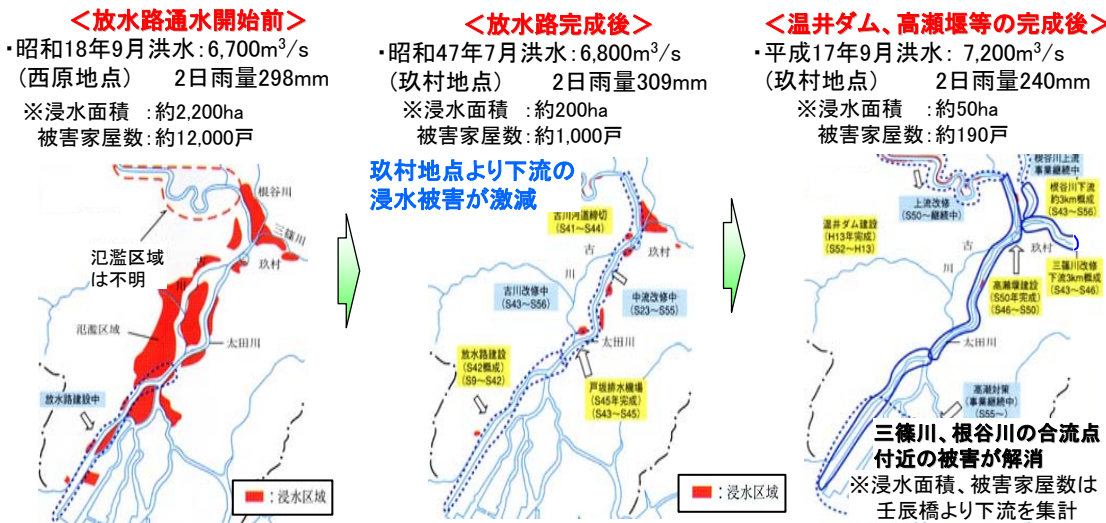 ＜放水路通水開始前＞
・昭和18年9月洪水：6,700m³/s
（西原地点）　2日雨量298mm
※浸水面積　：約2,200ha
被害家屋数：約12,000戸
根谷川
三篠川
氾濫区域
は不明
古
川
玖村
氾濫区域
太田川
放水路建設中
：浸水区域
＜放水路完成後＞
・昭和47年7月洪水：6,800m³/s
（玖村地点）　2日雨量309mm
※浸水面積　：約200ha
被害家屋数：約1,000戸
玖村地点より下流の
浸水被害が激減
古川河道締切
（S41～S44）
古
川
玖村
古川改修中
（S43～S56）
中流改修中
（S23～S55）
太田川
放水路建設
（S42概成）
（S9～S42）
戸坂排水機場
（S45年完成）
（S43～S45）
：浸水区域
＜温井ダム、高瀬堰等の完成後＞
・平成17年9月洪水： 7,200m³/s
（玖村地点）　2日雨量240mm
※浸水面積　：約50ha
被害家屋数：約190戸
根谷川上流
事業継続中
根谷川下流
約3km概成
（S43～S56）
上流改修
（S50～継続中）
温井ダム建設
（H13年完成）
（S52～H13）
古
川
玖村
高瀬堰建設
（S50年完成）
（S46～S50）
三篠川改修
下流3km概成
（S43～S46）
太田川
高潮対策
（事業継続中）
（S55～）
三篠川、根谷川の合流点
付近の被害が解消
※浸水面積、被害家屋数は
壬辰橋より下流を集計